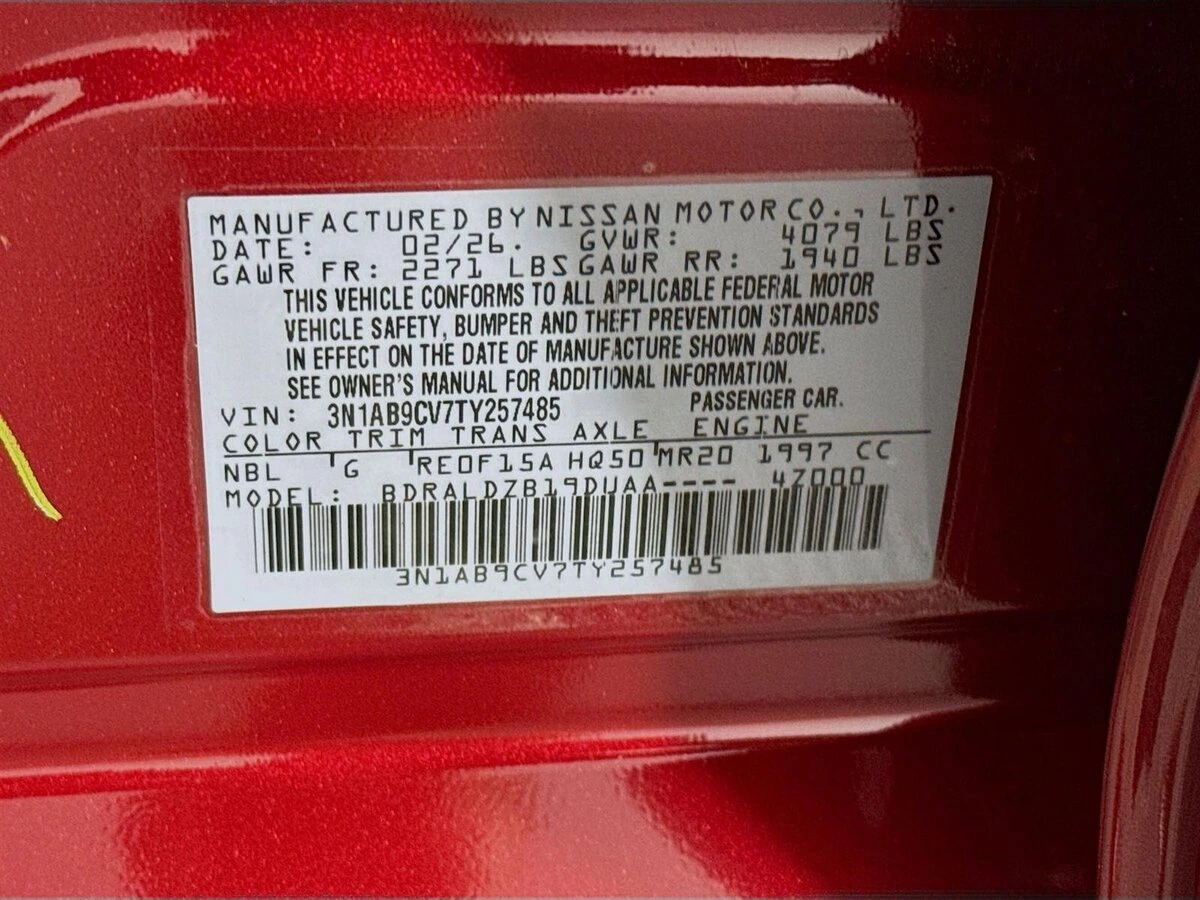 MANUFACTURED BY NISSAN MOTOR CO., LTD.
DATE: 02/26. GVWR: 4079 LBS
GAWR FR: 2271 LBS GAWR RR: 1940 LBS
THIS VEHICLE CONFORMS TO ALL APPLICABLE FEDERAL MOTOR
VEHICLE SAFETY, BUMPER AND THEFT PREVENTION STANDARDS
IN EFFECT ON THE DATE OF MANUFACTURE SHOWN ABOVE.
SEE OWNER'S MANUAL FOR ADDITIONAL INFORMATION.
VIN: 3N1AB9CV7TY257485 PASSENGER CAR.
COLOR TRIM TRANS AXLE ENGINE
NBL G RE0F15A HQ50 MR20 1997 CC
MODEL: BDRALDZB19DUAA---- 47000
3N1AB9CV7TY257485